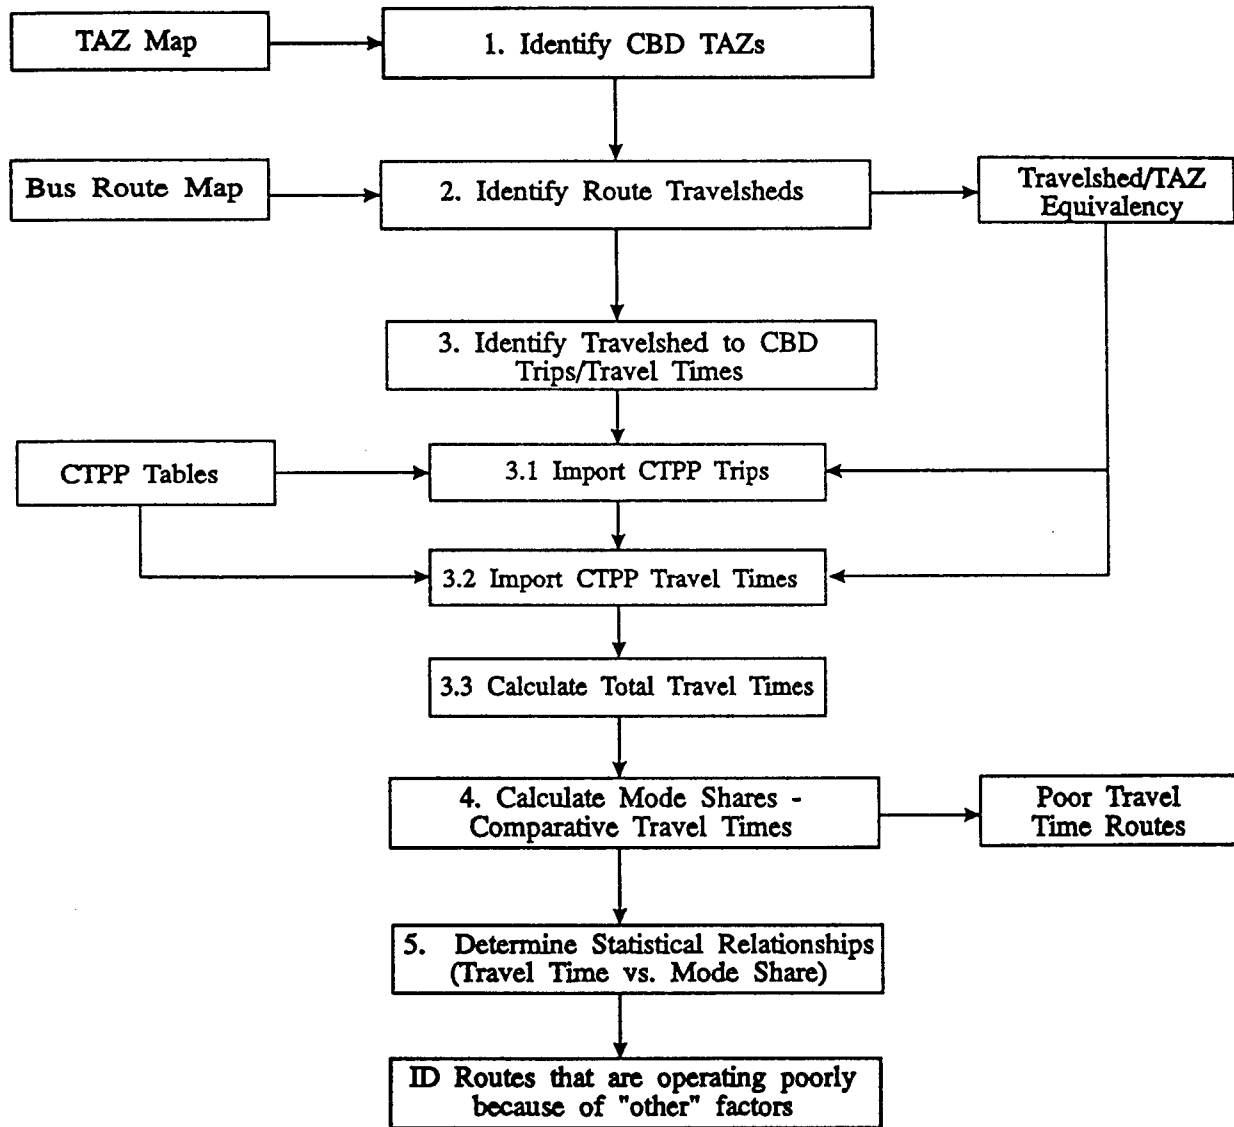 TAZ Map
1. Identify CBD TAZs
Bus Route Map
2. Identify Route Travelsheds
Travelshed/TAZ
Equivalency
3. Identify Travelshed to CBD
Trips/Travel Times
CTPP Tables
3.1 Import CTPP Trips
3.2 Import CTPP Travel Times
3.3 Calculate Total Travel Times
4. Calculate Mode Shares -
Comparative Travel Times
Poor Travel
Time Routes
5. Determine Statistical Relationships
(Travel Time vs. Mode Share)
ID Routes that are operating poorly
because of "other" factors